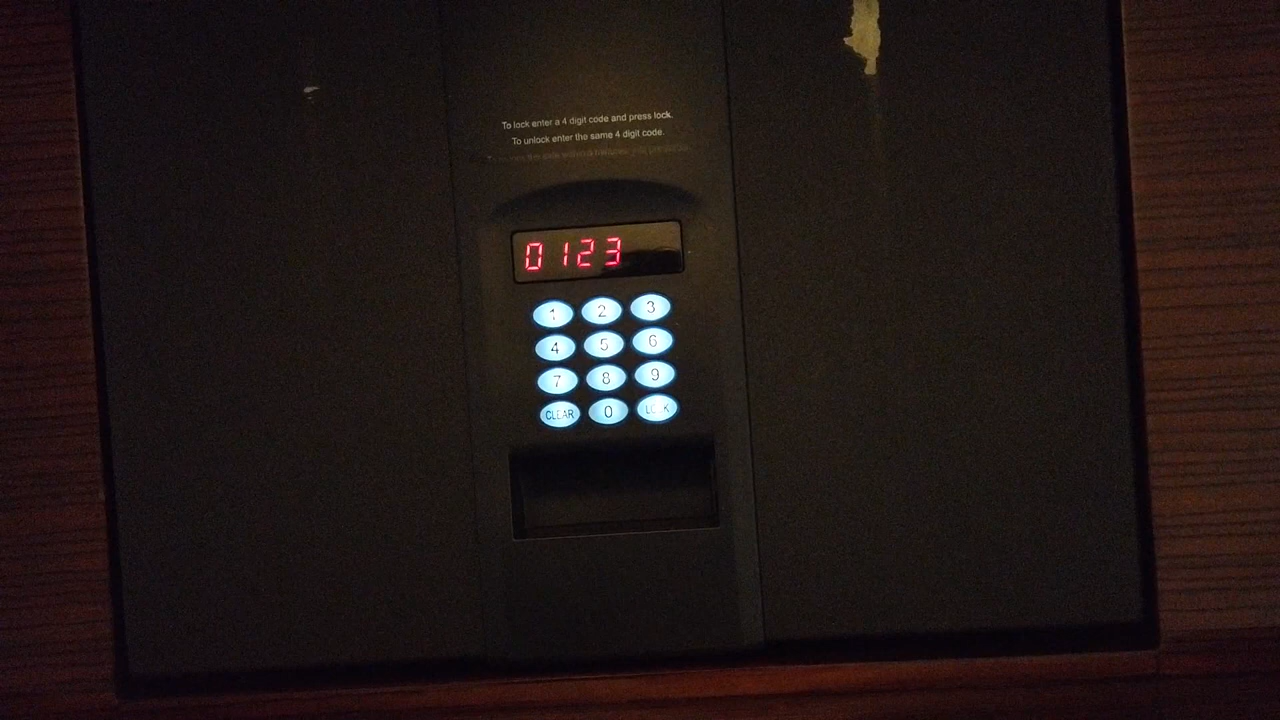 To lock enter a 4 digit code and press lock.
To unlock enter the same 4 digit code.
0123
1 2 3
4 5 6
7 8 9
CLEAR 0 LOCK